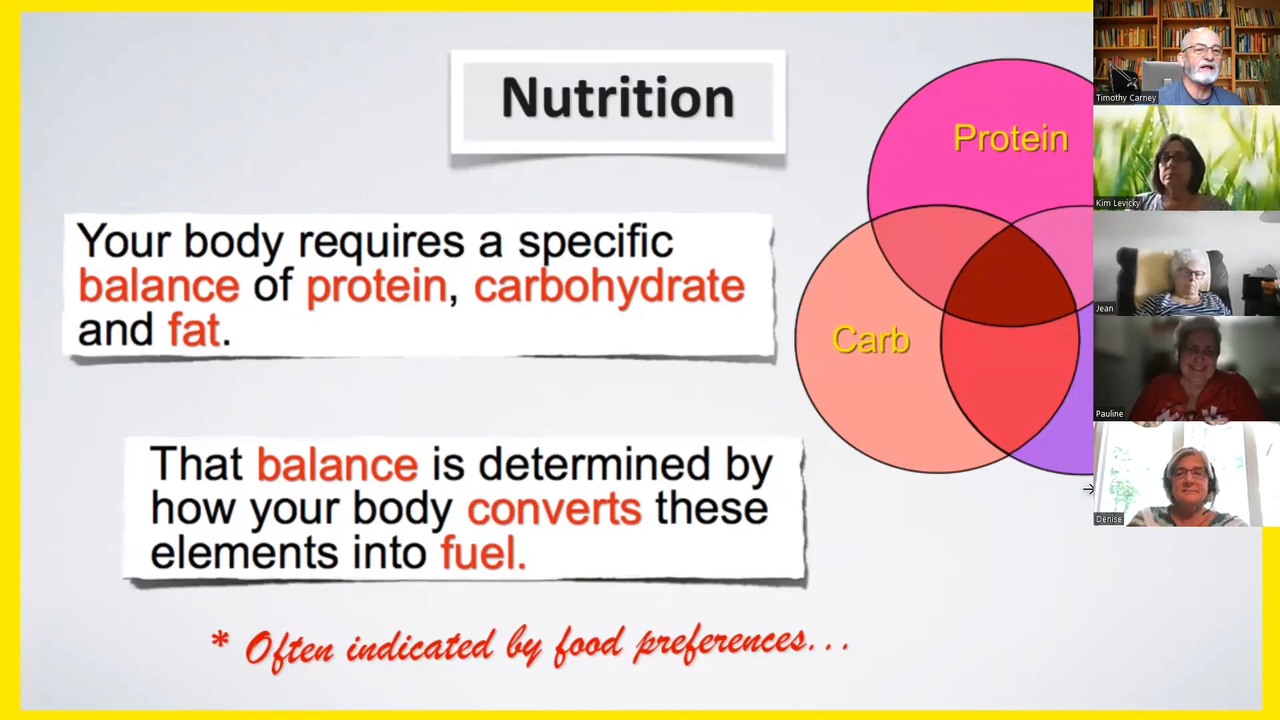 Nutrition
Your body requires a specific
balance of protein, carbohydrate
and fat.
That balance is determined by
how your body converts these
elements into fuel.
* Often indicated by food preferences...
Protein
Carb
Timothy Carney
Kim Levicky
Jean
Pauline
Denise